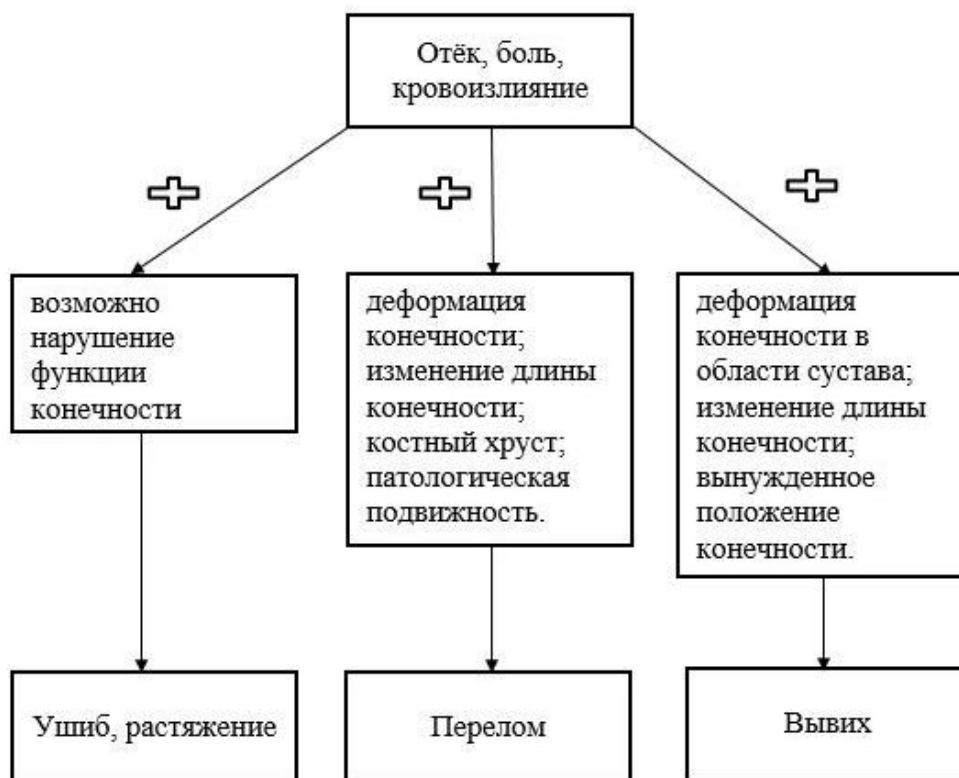 Отёк, боль,
кровоизлияние
возможно
нарушение
функции
конечности
деформация
конечности;
изменение длины
конечности;
костный хруст;
патологическая
подвижность.
деформация
конечности в
области сустава;
изменение длины
конечности;
вынужденное
положение
конечности.
Ушиб, растяжение
Перелом
Вывих